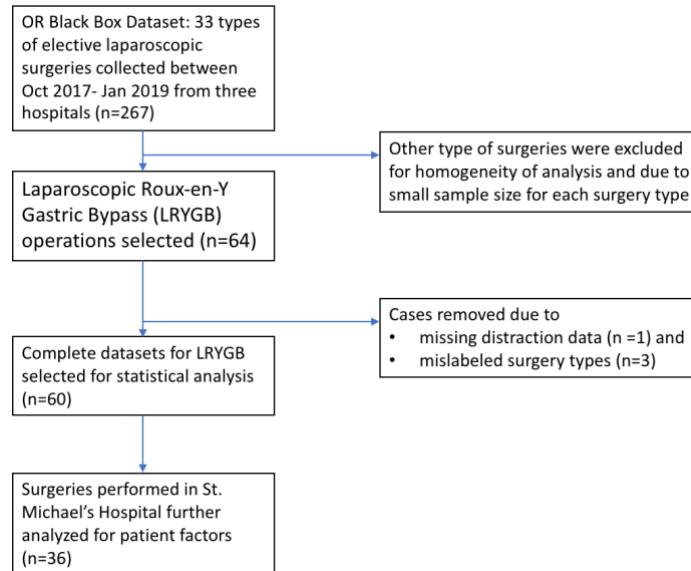 OR Black Box Dataset: 33 types
of elective laparoscopic
surgeries collected between
Oct 2017- Jan 2019 from three
hospitals (n=267)
Other type of surgeries were excluded
for homogeneity of analysis and due to
small sample size for each surgery type
Laparoscopic Roux-en-Y
Gastric Bypass (LRYGB)
operations selected (n=64)
Cases removed due to
• missing distraction data (n =1) and
• mislabeled surgery types (n=3)
Complete datasets for LRYGB
selected for statistical analysis
(n=60)
Surgeries performed in St.
Michael's Hospital further
analyzed for patient factors
(n=36)